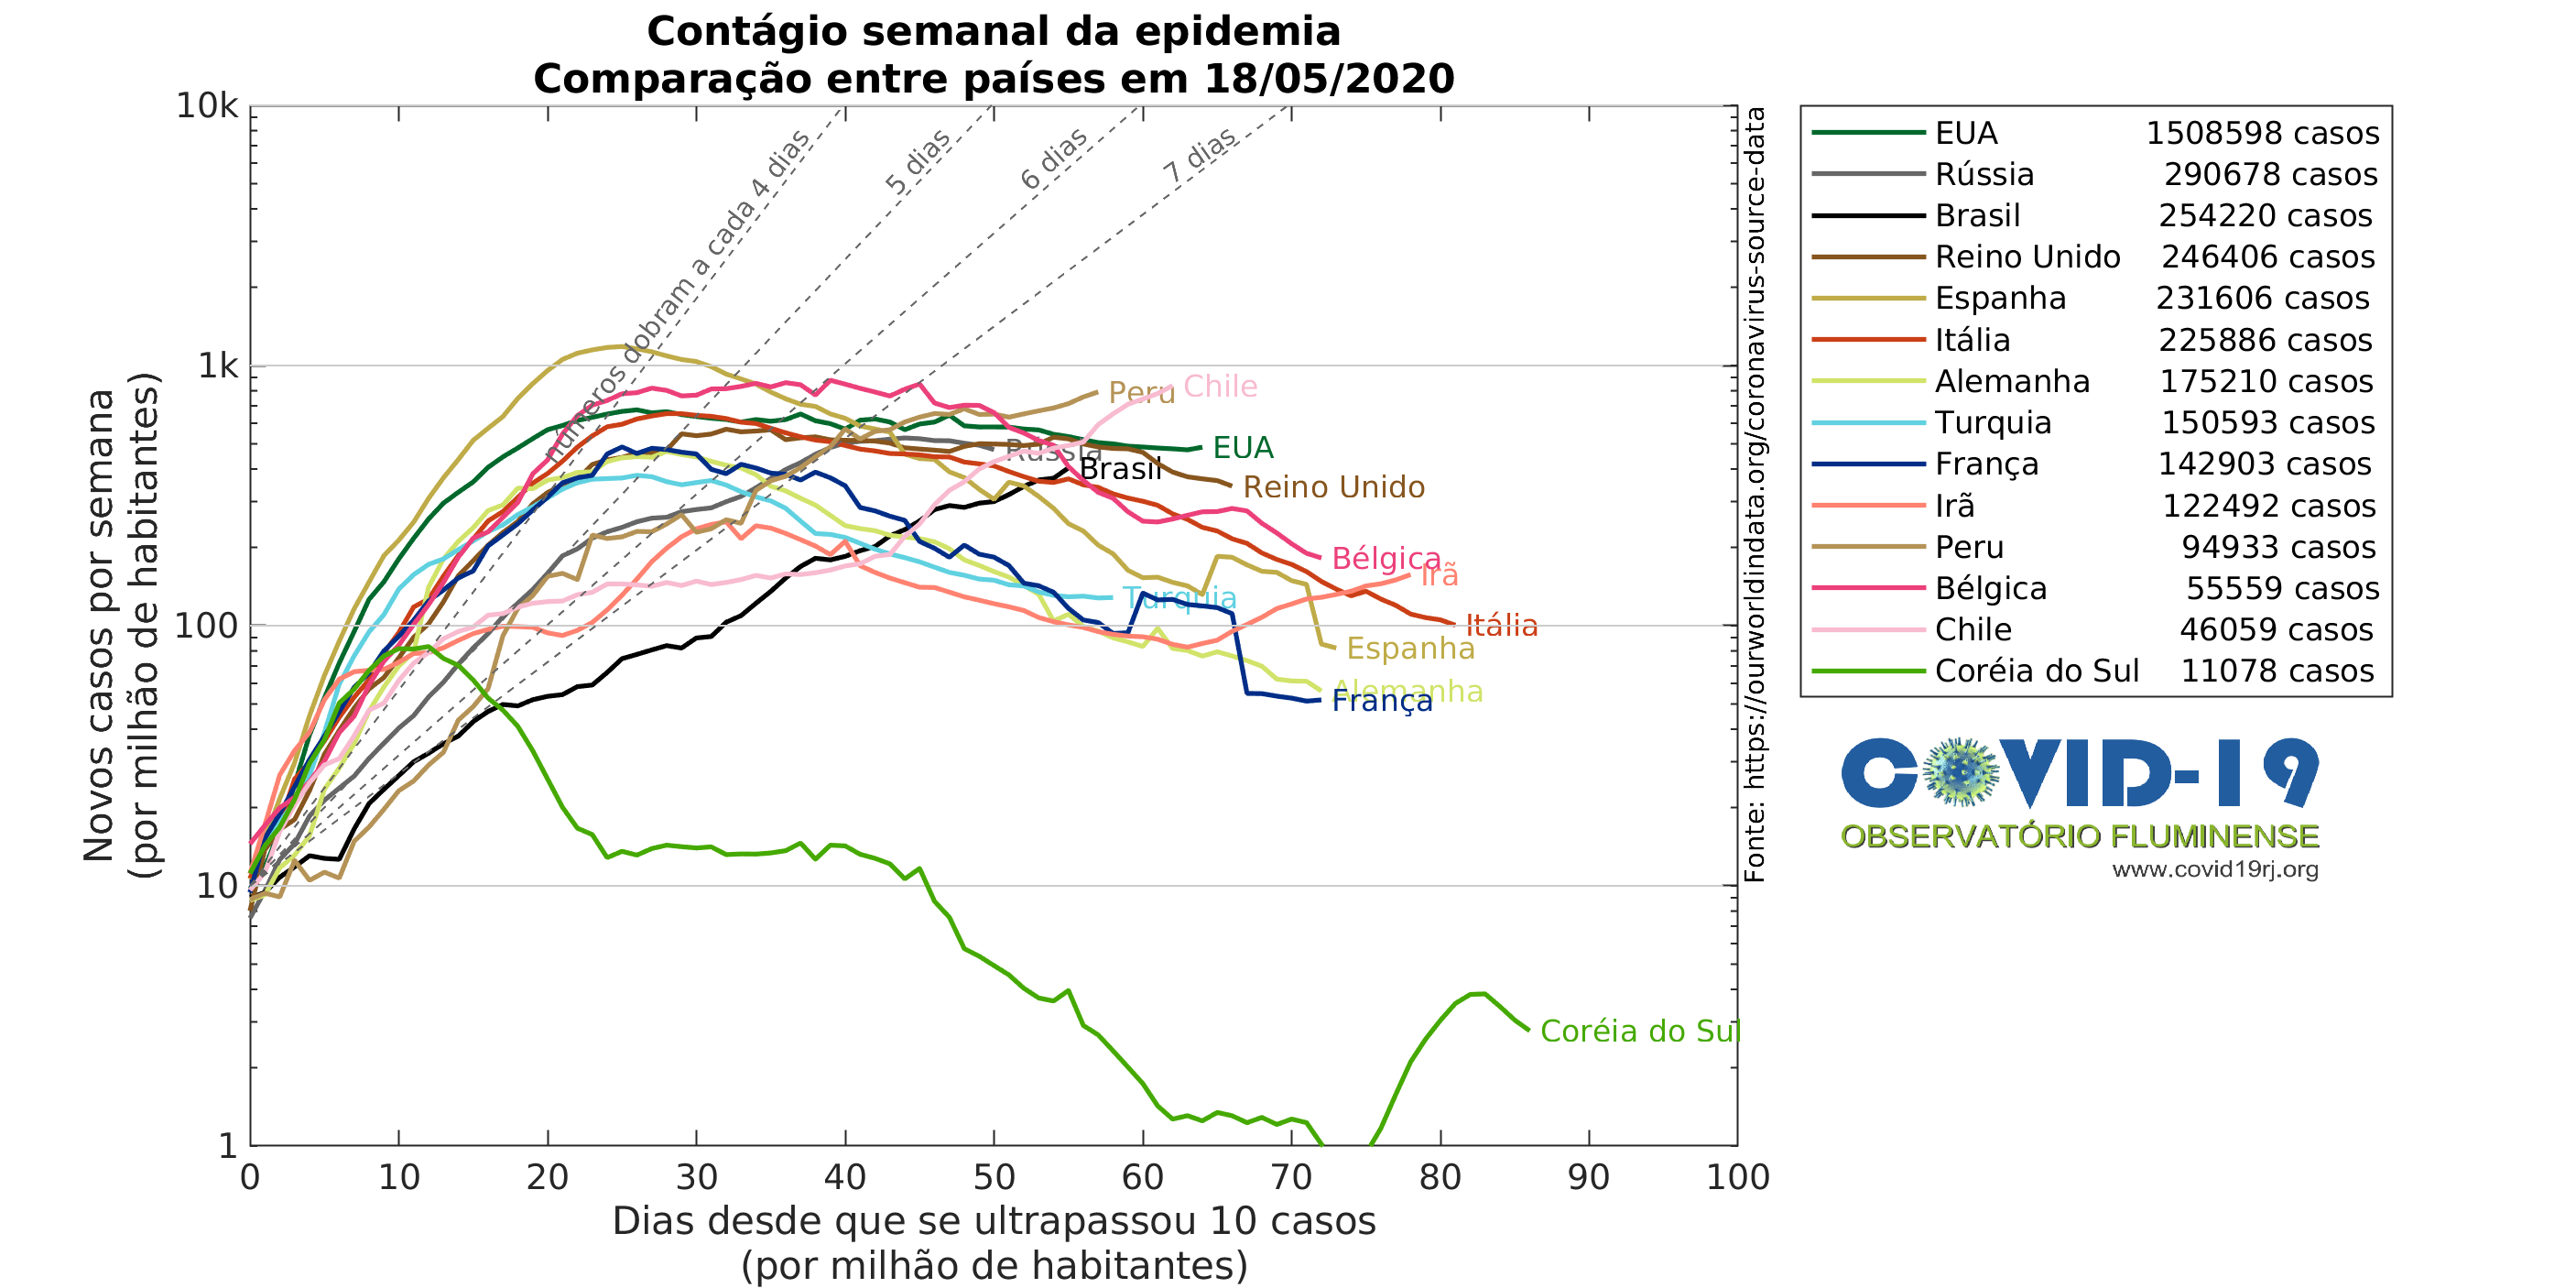 Contágio semanal da epidemia
Comparação entre países em 18/05/2020
Novos casos por semana
(por milhão de habitantes)
10k
1k
100
10
1
0 10 20 30 40 50 60 70 80 90 100
Dias desde que se ultrapassou 10 casos
(por milhão de habitantes)
números dobram a cada 4 dias
5 dias
6 dias
7 dias
Peru
Chile
EUA
Rússia
Brasil
Reino Unido
Bélgica
Irã
Turquia
Itália
Espanha
Alemanha
França
Coréia do Sul
Fonte: https://ourworldindata.org/coronavirus-source-data
EUA 1508598 casos
Rússia 290678 casos
Brasil 254220 casos
Reino Unido 246406 casos
Espanha 231606 casos
Itália 225886 casos
Alemanha 175210 casos
Turquia 150593 casos
França 142903 casos
Irã 122492 casos
Peru 94933 casos
Bélgica 55559 casos
Chile 46059 casos
Coréia do Sul 11078 casos
COVID-19
OBSERVATÓRIO FLUMINENSE
www.covid19rj.org